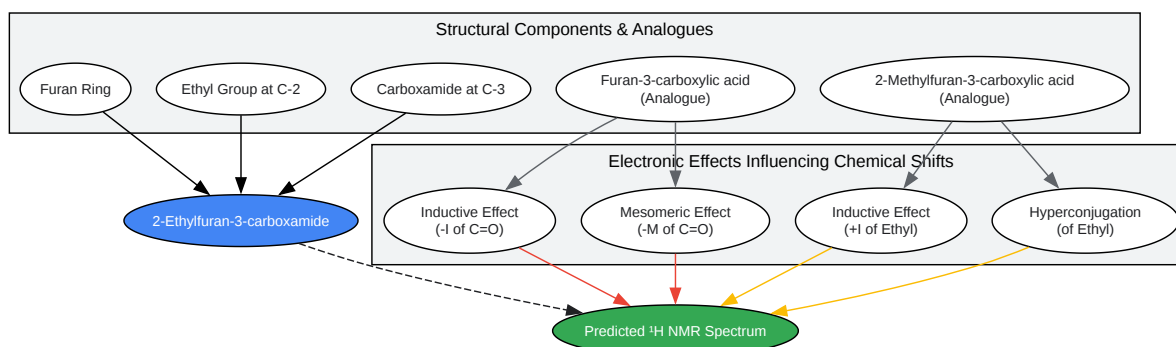 Structural Components & Analogues
Furan Ring
Ethyl Group at C-2
Carboxamide at C-3
Furan-3-carboxylic acid
(Analogue)
2-Methylfuran-3-carboxylic acid
(Analogue)
Electronic Effects Influencing Chemical Shifts
2-Ethylfuran-3-carboxamide
Inductive Effect
(-I of C=O)
Mesomeric Effect
(-M of C=O)
Inductive Effect
(+I of Ethyl)
Hyperconjugation
(of Ethyl)
Predicted ¹H NMR Spectrum